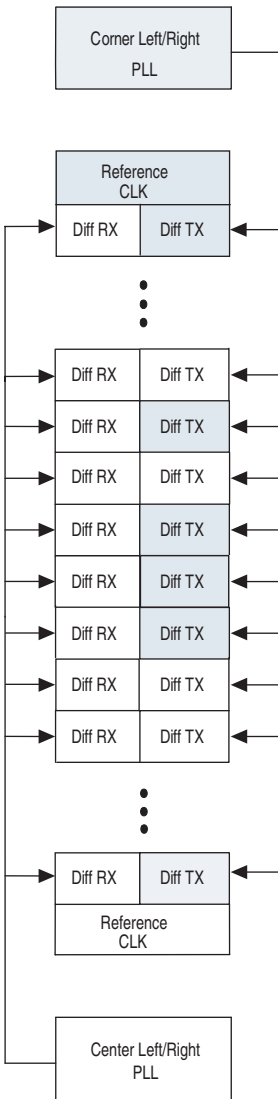 Corner Left/Right
PLL
Reference
CLK
Diff RX Diff TX
Diff RX Diff TX
Diff RX Diff TX
Diff RX Diff TX
Diff RX Diff TX
Diff RX Diff TX
Diff RX Diff TX
Diff RX Diff TX
Diff RX Diff TX
Diff RX Diff TX
Reference
CLK
Center Left/Right
PLL